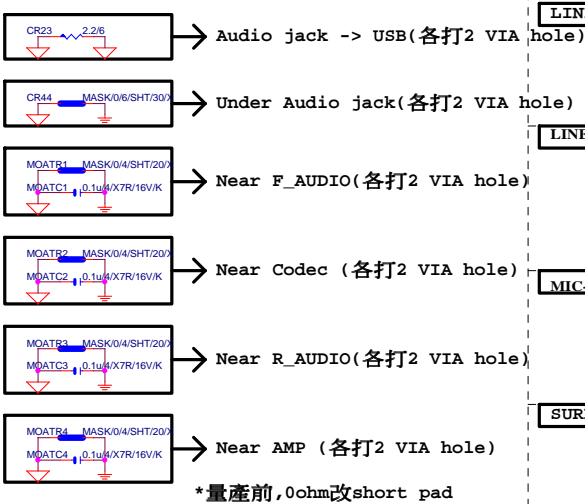 LIN
CR23 2.2/6
Audio jack -> USB(各打2 VIA hole)
CR44 MASK/0/6/SHT/30/X
Under Audio jack(各打2 VIA hole)
LINE
MOATR1 MASK/0/4/SHT/20/X
MOATC1 0.1u/4/X7R/16V/K
Near F_AUDIO(各打2 VIA hole)
MOATR2 MASK/0/4/SHT/20/X
MOATC2 0.1u/4/X7R/16V/K
Near Codec (各打2 VIA hole)
MIC-
MOATR3 MASK/0/4/SHT/20/X
MOATC3 0.1u/4/X7R/16V/K
Near R_AUDIO(各打2 VIA hole)
SUR
MOATR4 MASK/0/4/SHT/20/X
MOATC4 0.1u/4/X7R/16V/K
Near AMP (各打2 VIA hole)
*量產前,0ohm改short pad